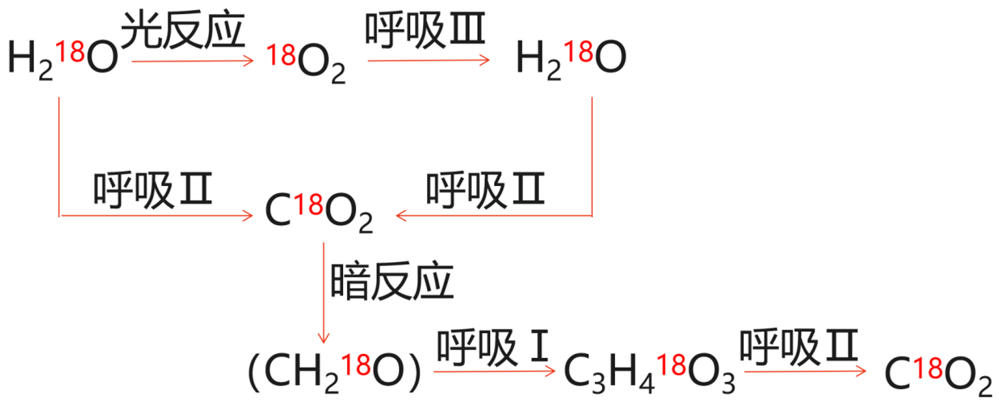 H₂¹⁸O 光反应 ¹⁸O₂ 呼吸Ⅲ H₂¹⁸O
呼吸Ⅱ C¹⁸O₂ 呼吸Ⅱ
暗反应
(CH₂¹⁸O) 呼吸Ⅰ C₃H₄¹⁸O₃ 呼吸Ⅱ C¹⁸O₂